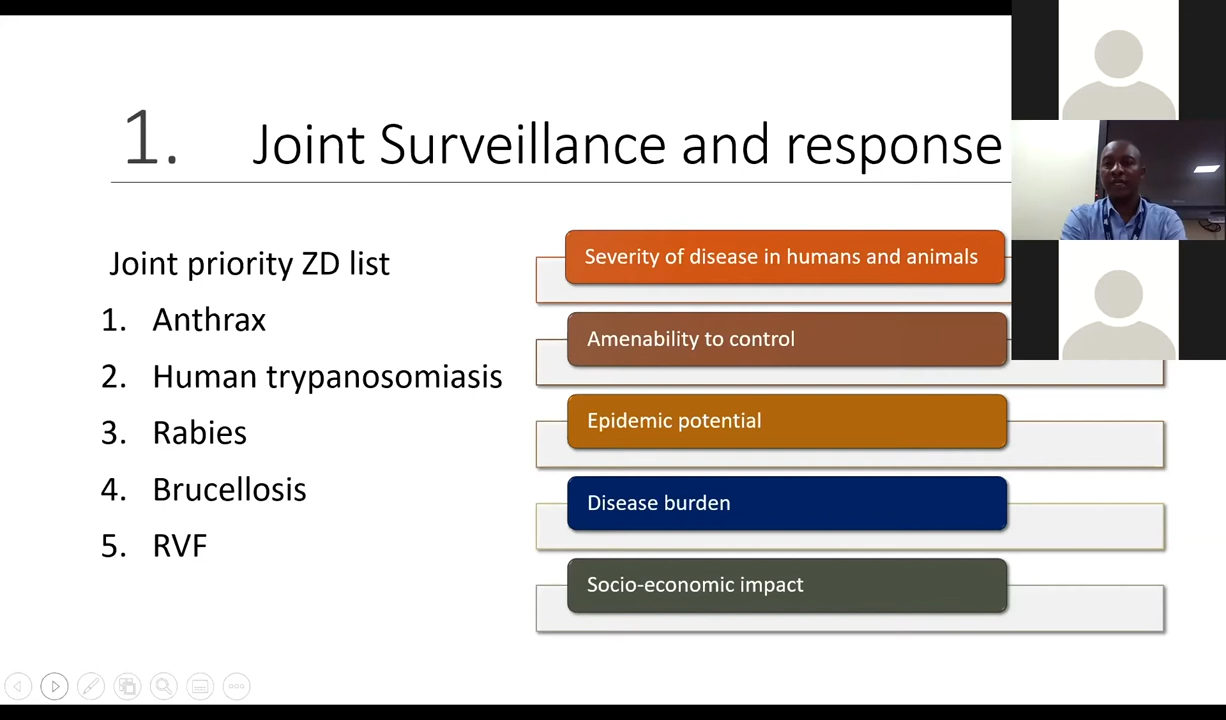 1. Joint Surveillance and response
Joint priority ZD list
1. Anthrax
2. Human trypanosomiasis
3. Rabies
4. Brucellosis
5. RVF
Severity of disease in humans and animals
Amenability to control
Epidemic potential
Disease burden
Socio-economic impact